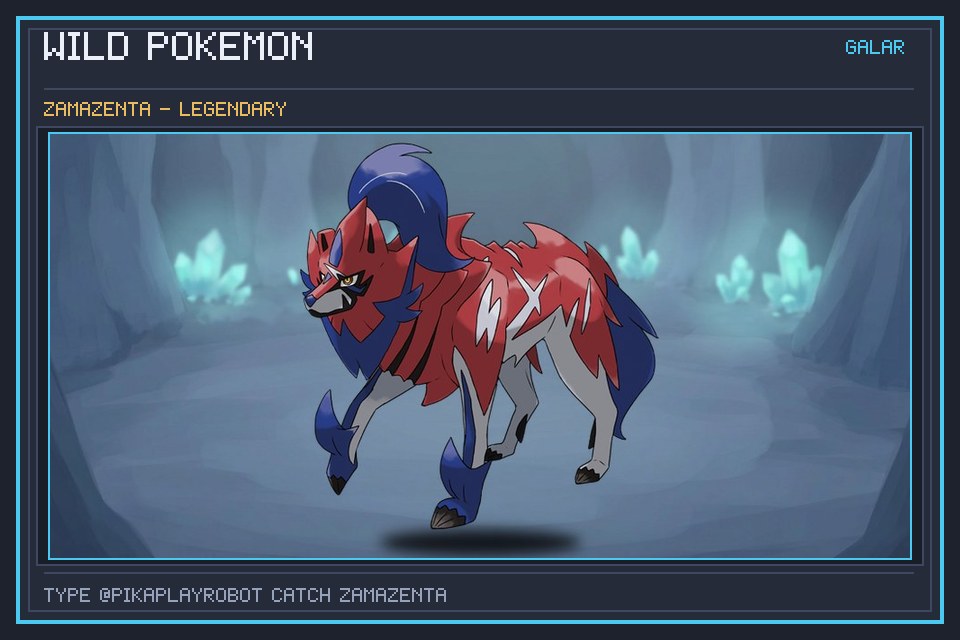 WILD POKEMON
GALAR
ZAMAZENTA - LEGENDARY
TYPE @PIKAPLAYROBOT CATCH ZAMAZENTA